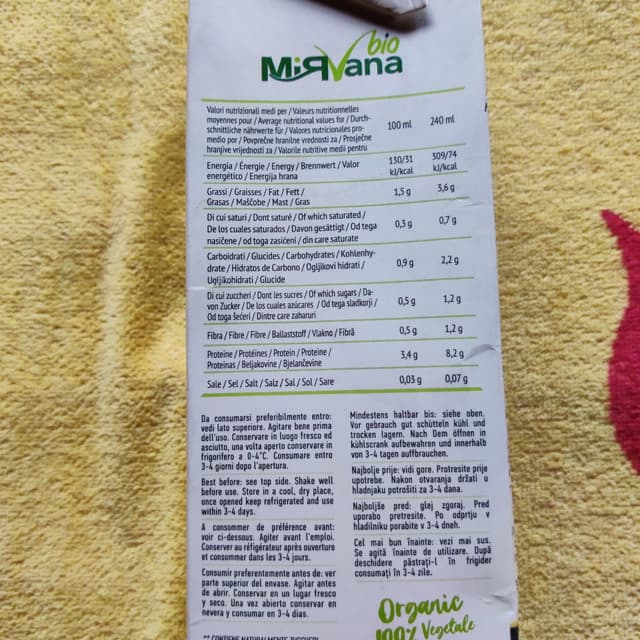 bio
MirVana
Valori nutrizionali medi per / Valeurs nutritionnelles
moyennes pour / Average nutritional values for / Durch-
schnittliche nährwerte für / Valores nutricionales pro-
medio por / Povprečne hranilne vrednosti za / Prosječne
hranjive vrijednosti za / Valorile nutritive medii pentru
100 ml 240 ml
Energia / Énergie / Energy / Brennwert / Valor
energético / Energija hrana
130/31 309/74
kJ/kcal kJ/kcal
Grassi / Graisses / Fat / Fett /
Grasas / Maščobe / Mast / Gras
1,5 g 3,6 g
Di cui saturi / Dont saturé / Of which saturated /
De los cuales saturados / Davon gesättigt / Od tega
nasičene / od toga zasićeni / din care saturate
0,3 g 0,7 g
Carboidrati / Glucides / Carbohydrates / Kohlenhy-
drate / Hidratos de Carbono / Ogljikovi hidrati /
Ugljikohidrati / Glucide
0,9 g 2,2 g
Di cui zuccheri / Dont les sucres / Of which sugars / Da-
von Zucker / De los cuales azúcares / Od tega sladkorji /
Od toga šećeri / Dintre care zaharuri
0,5 g 1,2 g
Fibra / Fibre / Fibre / Ballaststoff / Vlakno / Fibră
0,5 g 1,2 g
Proteine / Protéines / Protein / Proteine /
Proteinas / Beljakovine / Bjelančevine
3,4 g 8,2 g
Sale / Sel / Salt / Salz / Sal / Sol / Sare
0,03 g 0,07 g
Da consumarsi preferibilmente entro:
vedi lato superiore. Agitare bene prima
dell'uso. Conservare in luogo fresco ed
asciutto, una volta aperto conservare in
frigorifero a 0-4°C. Consumare entro
3-4 giorni dopo l'apertura.
Best before: see top side. Shake well
before use. Store in a cool, dry place,
once opened keep refrigerated and use
within 3-4 days.
A consommer de préférence avant:
voir ci-dessous. Agiter avant l'emploi.
Conserver au réfrigérateur après ouverture
et consommer dans les 3-4 jours.
Consumir preferentemente antes de: ver
parte superior del envase. Agitar antes
de abrir. Conservar en un lugar fresco
y seco. Una vez abierto conservar en
nevera y consumar en 3-4 dias.
** CONTIENE NATURALMENTE ZUCCHERI
Mindestens haltbar bis: siehe oben.
Vor gebrauch gut schütteln kühl und
trocken lagern. Nach Dem öffnen in
kühlscrank aufbewahren und innerhalb
von 3-4 tagen auffbrauchen.
Najbolje prije: vidi gore. Protresite prije
upotrebe. Nakon otvaranja držati u
hladnjaku potrošiti za 3-4 dana.
Najboljše pred: glej zgoraj. Pred
uporabo pretresite. Po odprtju v
hladilniku porabite v 3-4 dneh.
Cel mai bun înainte: vezi mai sus.
Se agită înainte de utilizare. După
deschidere păstrați-l în frigider
consumați în 3-4 zile.
Organic
100% Vegetale